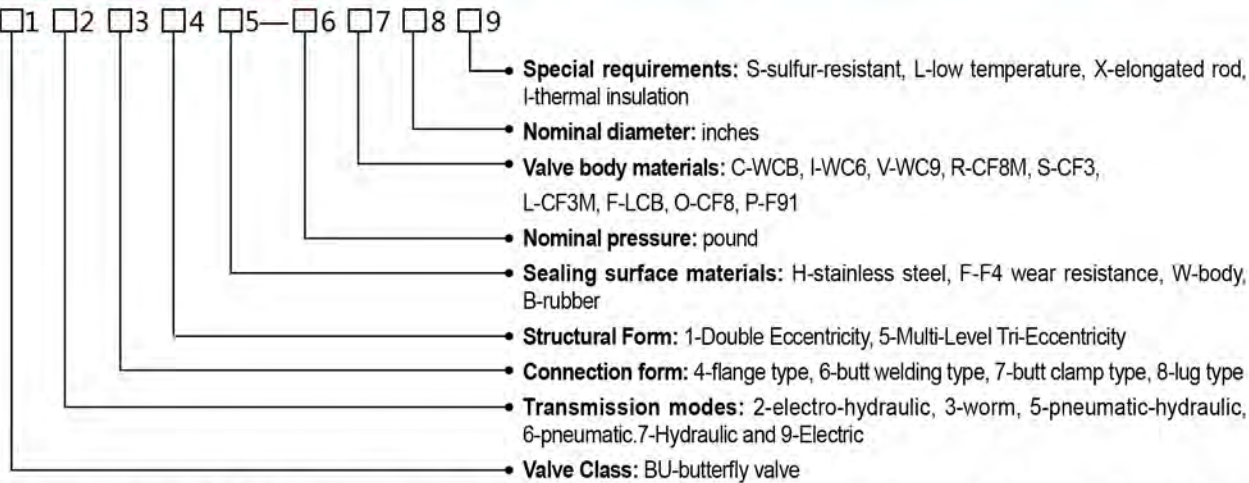 □1 □2 □3 □4 □5—□6 □7 □8 □9
Special requirements: S-sulfur-resistant, L-low temperature, X-elongated rod,
I-thermal insulation
Nominal diameter: inches
Valve body materials: C-WCB, I-WC6, V-WC9, R-CF8M, S-CF3,
L-CF3M, F-LCB, O-CF8, P-F91
Nominal pressure: pound
Sealing surface materials: H-stainless steel, F-F4 wear resistance, W-body,
B-rubber
Structural Form: 1-Double Eccentricity, 5-Multi-Level Tri-Eccentricity
Connection form: 4-flange type, 6-butt welding type, 7-butt clamp type, 8-lug type
Transmission modes: 2-electro-hydraulic, 3-worm, 5-pneumatic-hydraulic,
6-pneumatic.7-Hydraulic and 9-Electric
Valve Class: BU-butterfly valve